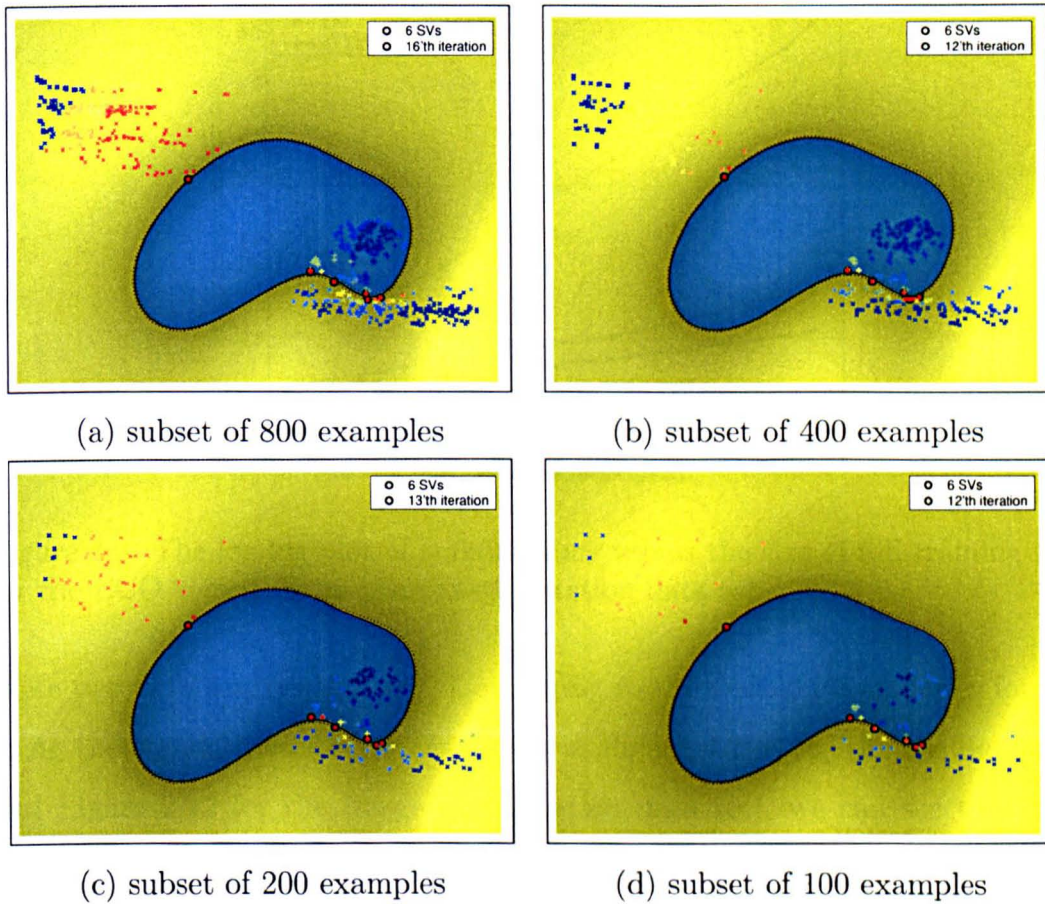 6 SVs
16'th iteration
6 SVs
12'th iteration
(a) subset of 800 examples
(b) subset of 400 examples
6 SVs
13'th iteration
6 SVs
12'th iteration
(c) subset of 200 examples
(d) subset of 100 examples